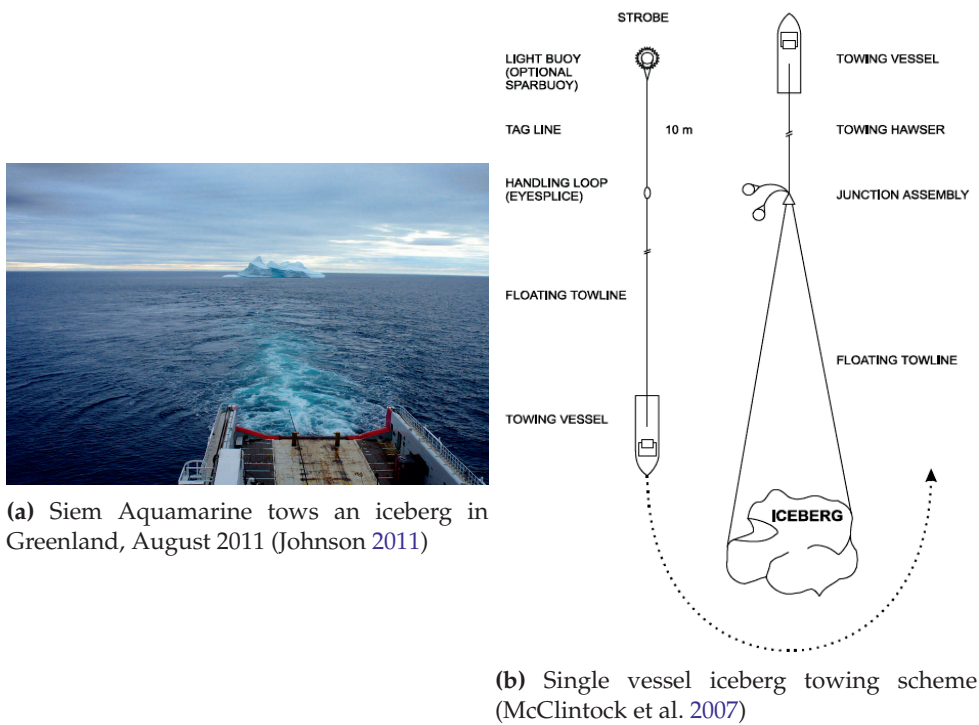 STROBE
LIGHT BUOY
(OPTIONAL
SPARBUOY)
TAG LINE
10 m
HANDLING LOOP
(EYESPLICE)
FLOATING TOWLINE
TOWING VESSEL
TOWING VESSEL
TOWING HAWSER
JUNCTION ASSEMBLY
FLOATING TOWLINE
ICEBERG
(a) Siem Aquamarine tows an iceberg in
Greenland, August 2011 (Johnson 2011)
(b) Single vessel iceberg towing scheme
(McClintock et al. 2007)